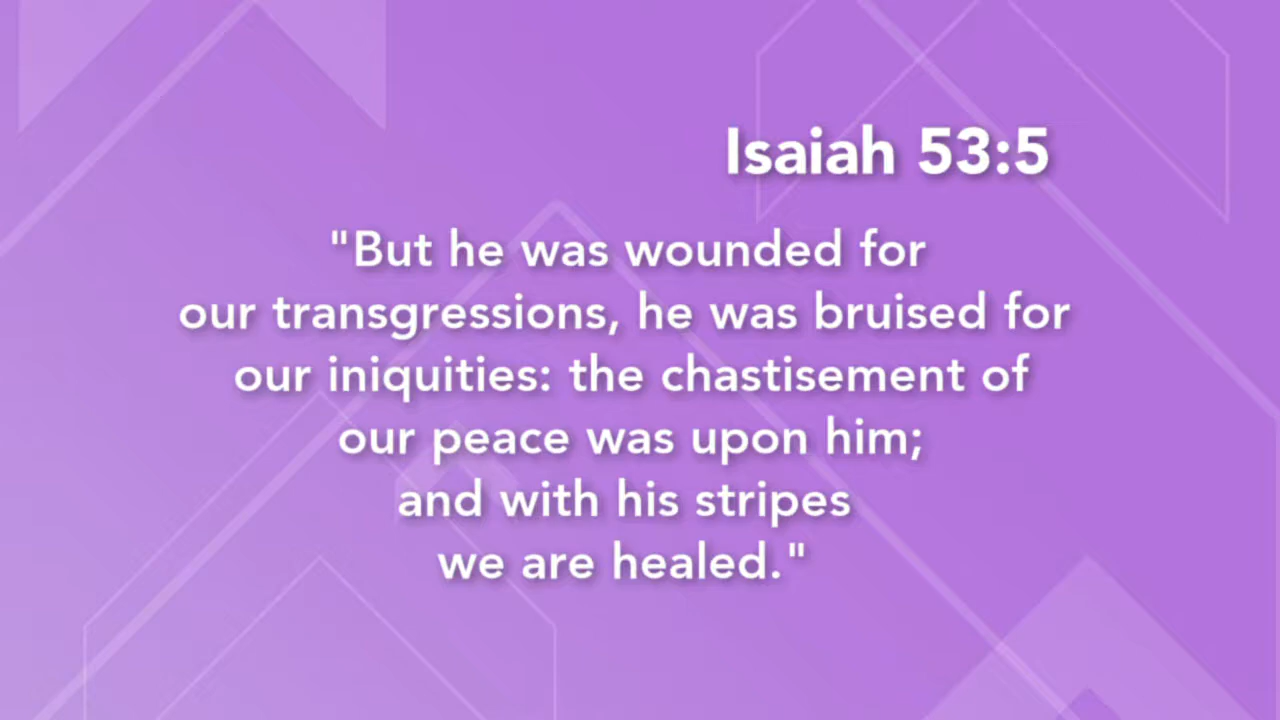 Isaiah 53:5
"But he was wounded for
our transgressions, he was bruised for
our iniquities: the chastisement of
our peace was upon him;
and with his stripes
we are healed."